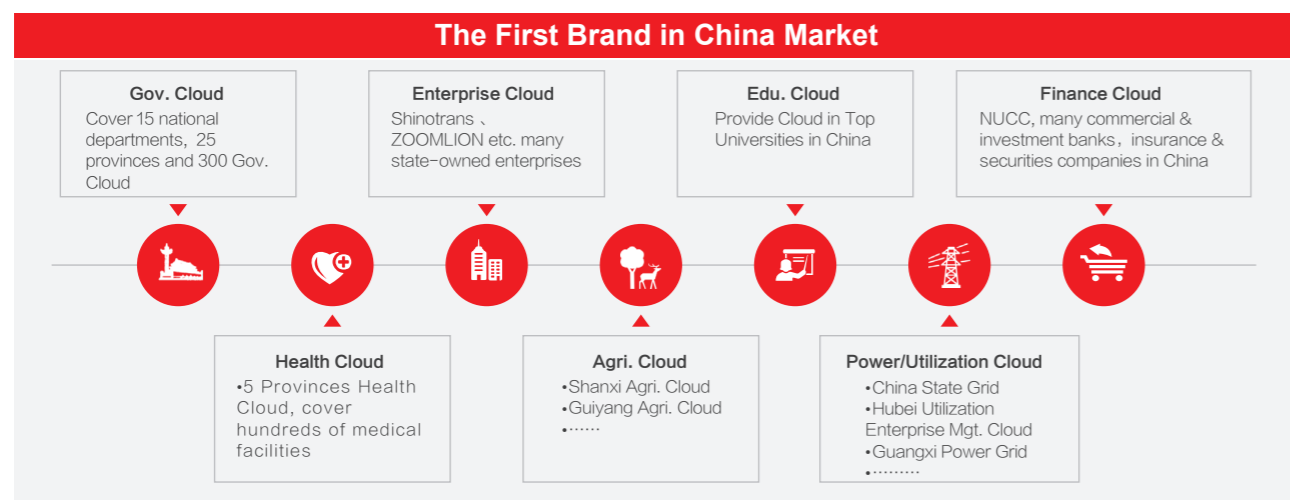 The First Brand in China Market
Gov. Cloud
Cover 15 national
departments, 25
provinces and 300 Gov.
Cloud
Enterprise Cloud
Shinotrans 、
ZOOMLION etc. many
state-owned enterprises
Edu. Cloud
Provide Cloud in Top
Universities in China
Finance Cloud
NUCC, many commercial &
investment banks, insurance &
securities companies in China
Health Cloud
•5 Provinces Health
Cloud, cover
hundreds of medical
facilities
Agri. Cloud
•Shanxi Agri. Cloud
•Guiyang Agri. Cloud
•······
Power/Utilization Cloud
•China State Grid
•Hubei Utilization
Enterprise Mgt. Cloud
•Guangxi Power Grid
•·········